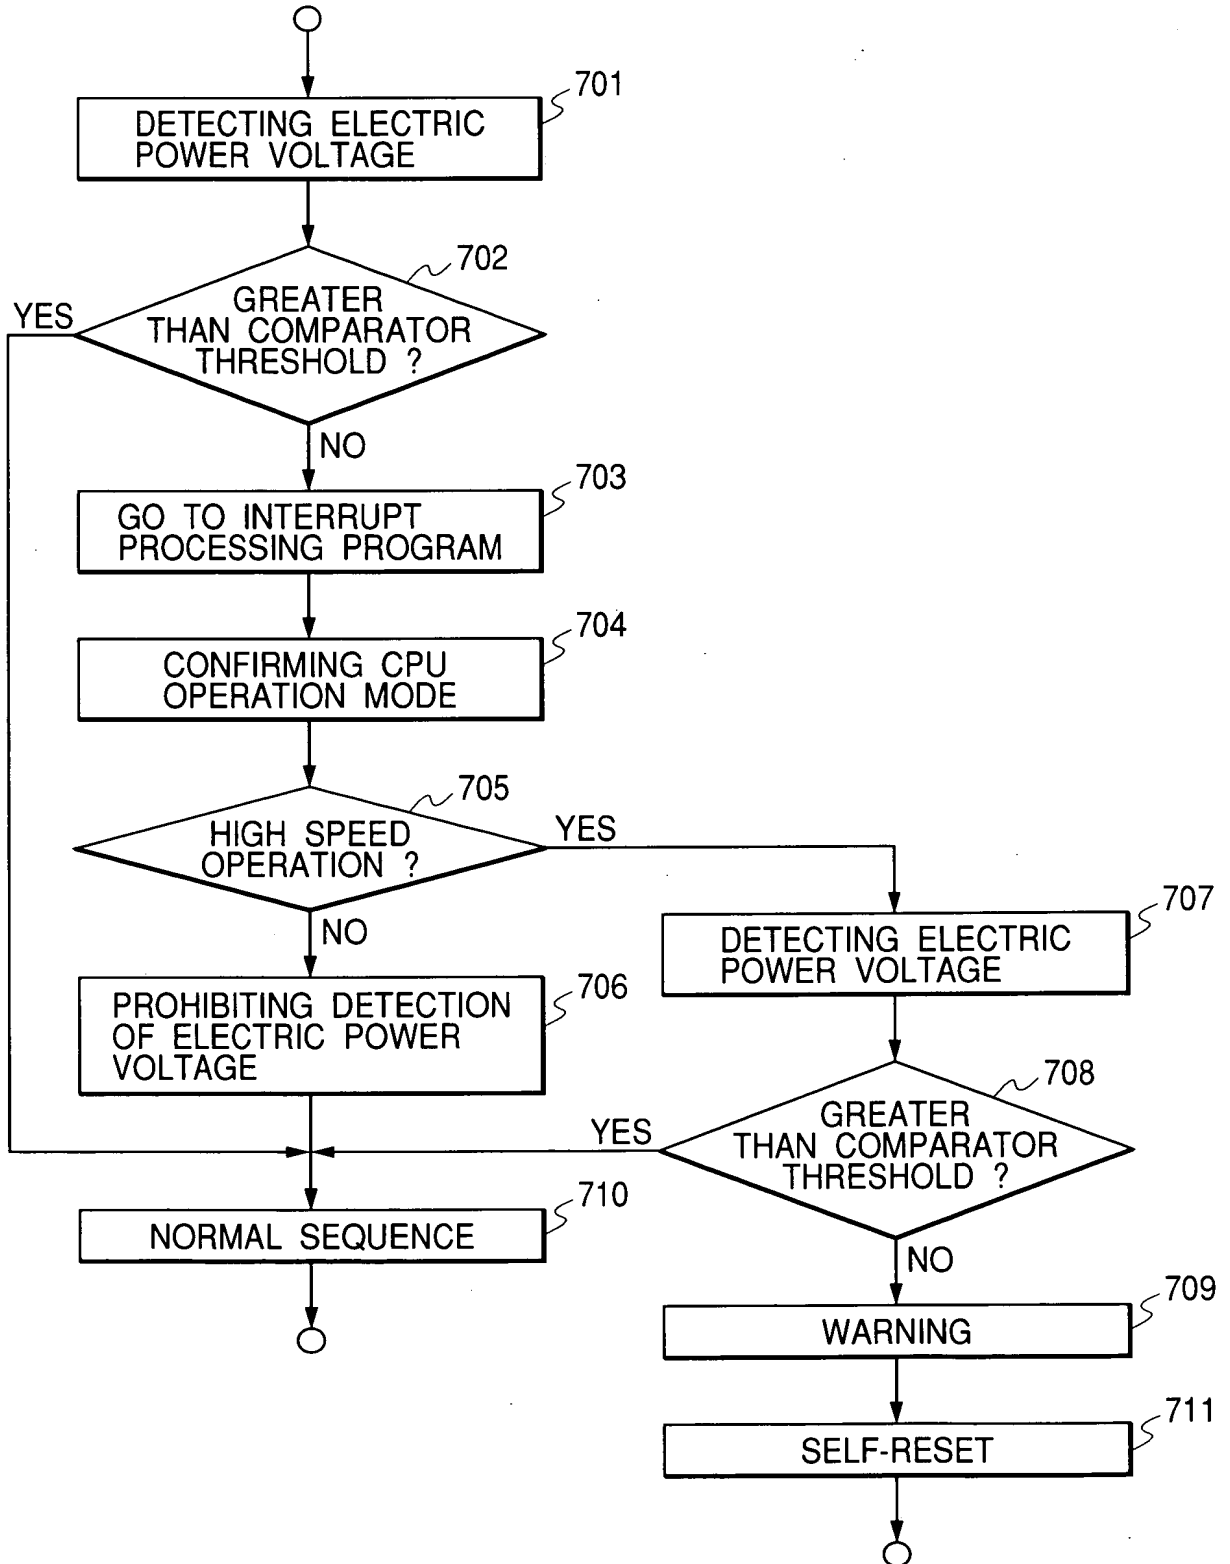 701
DETECTING ELECTRIC
POWER VOLTAGE
702
YES
GREATER
THAN COMPARATOR
THRESHOLD ?
NO
703
GO TO INTERRUPT
PROCESSING PROGRAM
704
CONFIRMING CPU
OPERATION MODE
705
HIGH SPEED
OPERATION ?
YES
NO
706
PROHIBITING DETECTION
OF ELECTRIC POWER
VOLTAGE
707
DETECTING ELECTRIC
POWER VOLTAGE
708
GREATER
THAN COMPARATOR
THRESHOLD ?
YES
NO
710
NORMAL SEQUENCE
709
WARNING
711
SELF-RESET